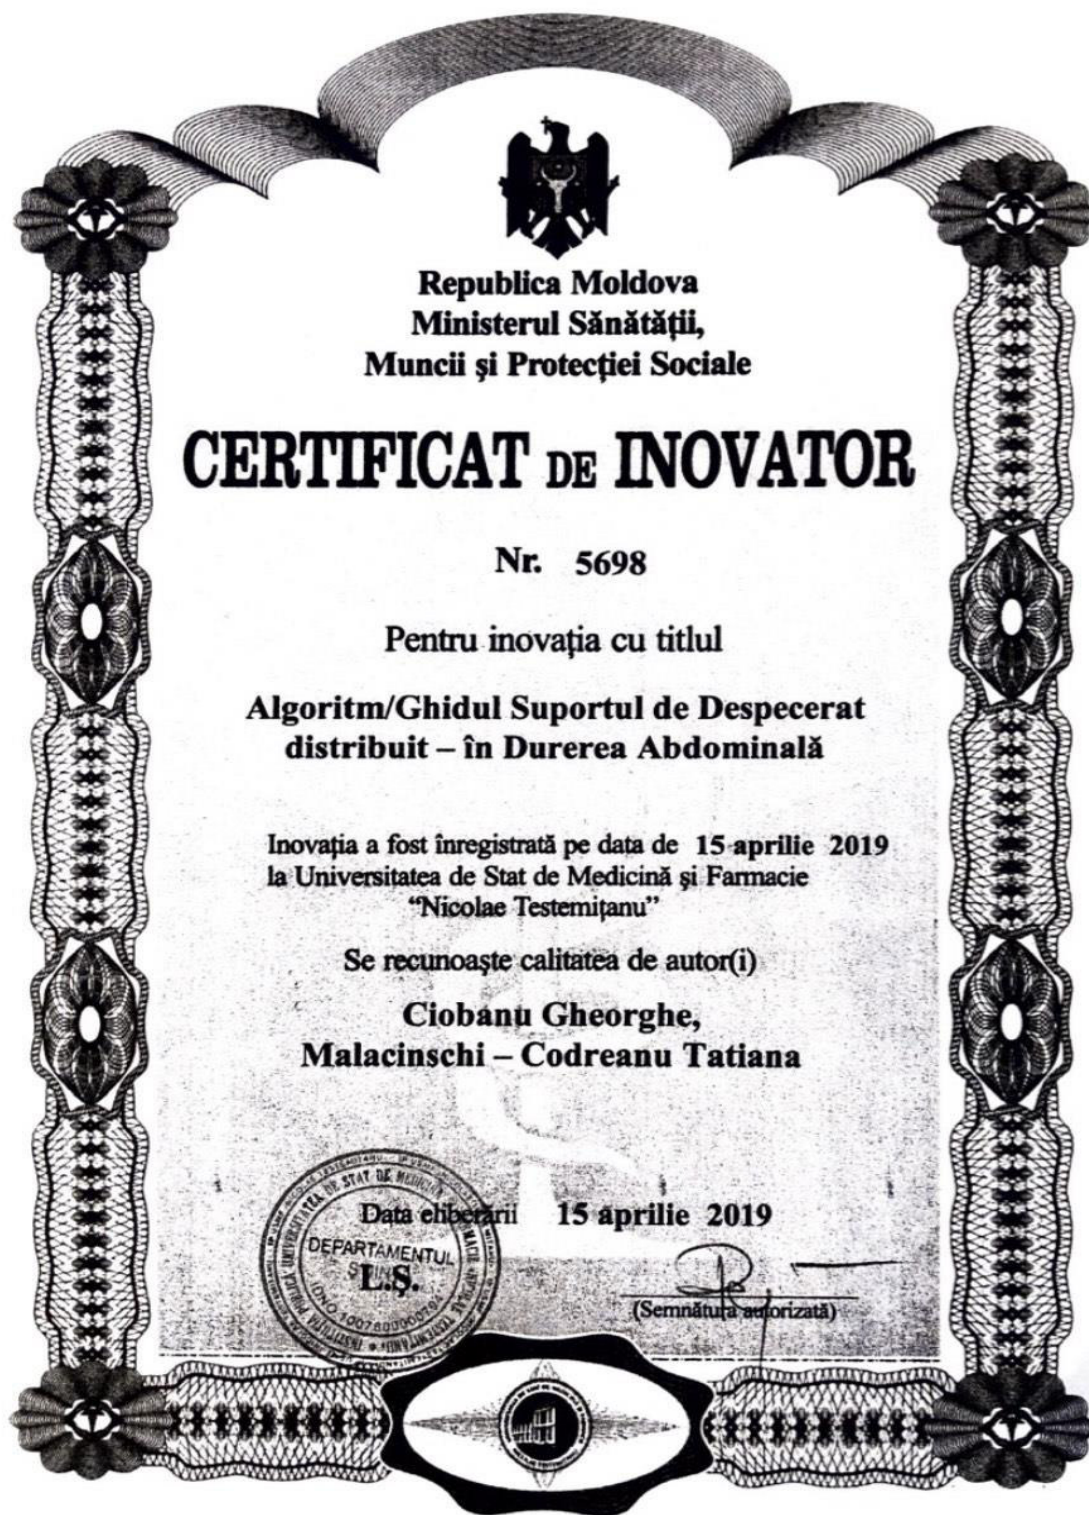 Republica Moldova
Ministerul Sănătății,
Muncii și Protecției Sociale
CERTIFICAT DE INOVATOR
Nr. 5698
Pentru inovația cu titlul
Algoritm/Ghidul Suportul de Despecerat
distribuit – în Durerea Abdominală
Inovația a fost înregistrată pe data de 15 aprilie 2019
la Universitatea de Stat de Medicină și Farmacie
“Nicolae Testemițanu”
Se recunoaște calitatea de autor(i)
Ciobanu Gheorghe,
Malacinschi – Codreanu Tatiana
Data eliberării 15 aprilie 2019
DEPARTAMENTUL
L.Ș.
(Semnătura autorizată)